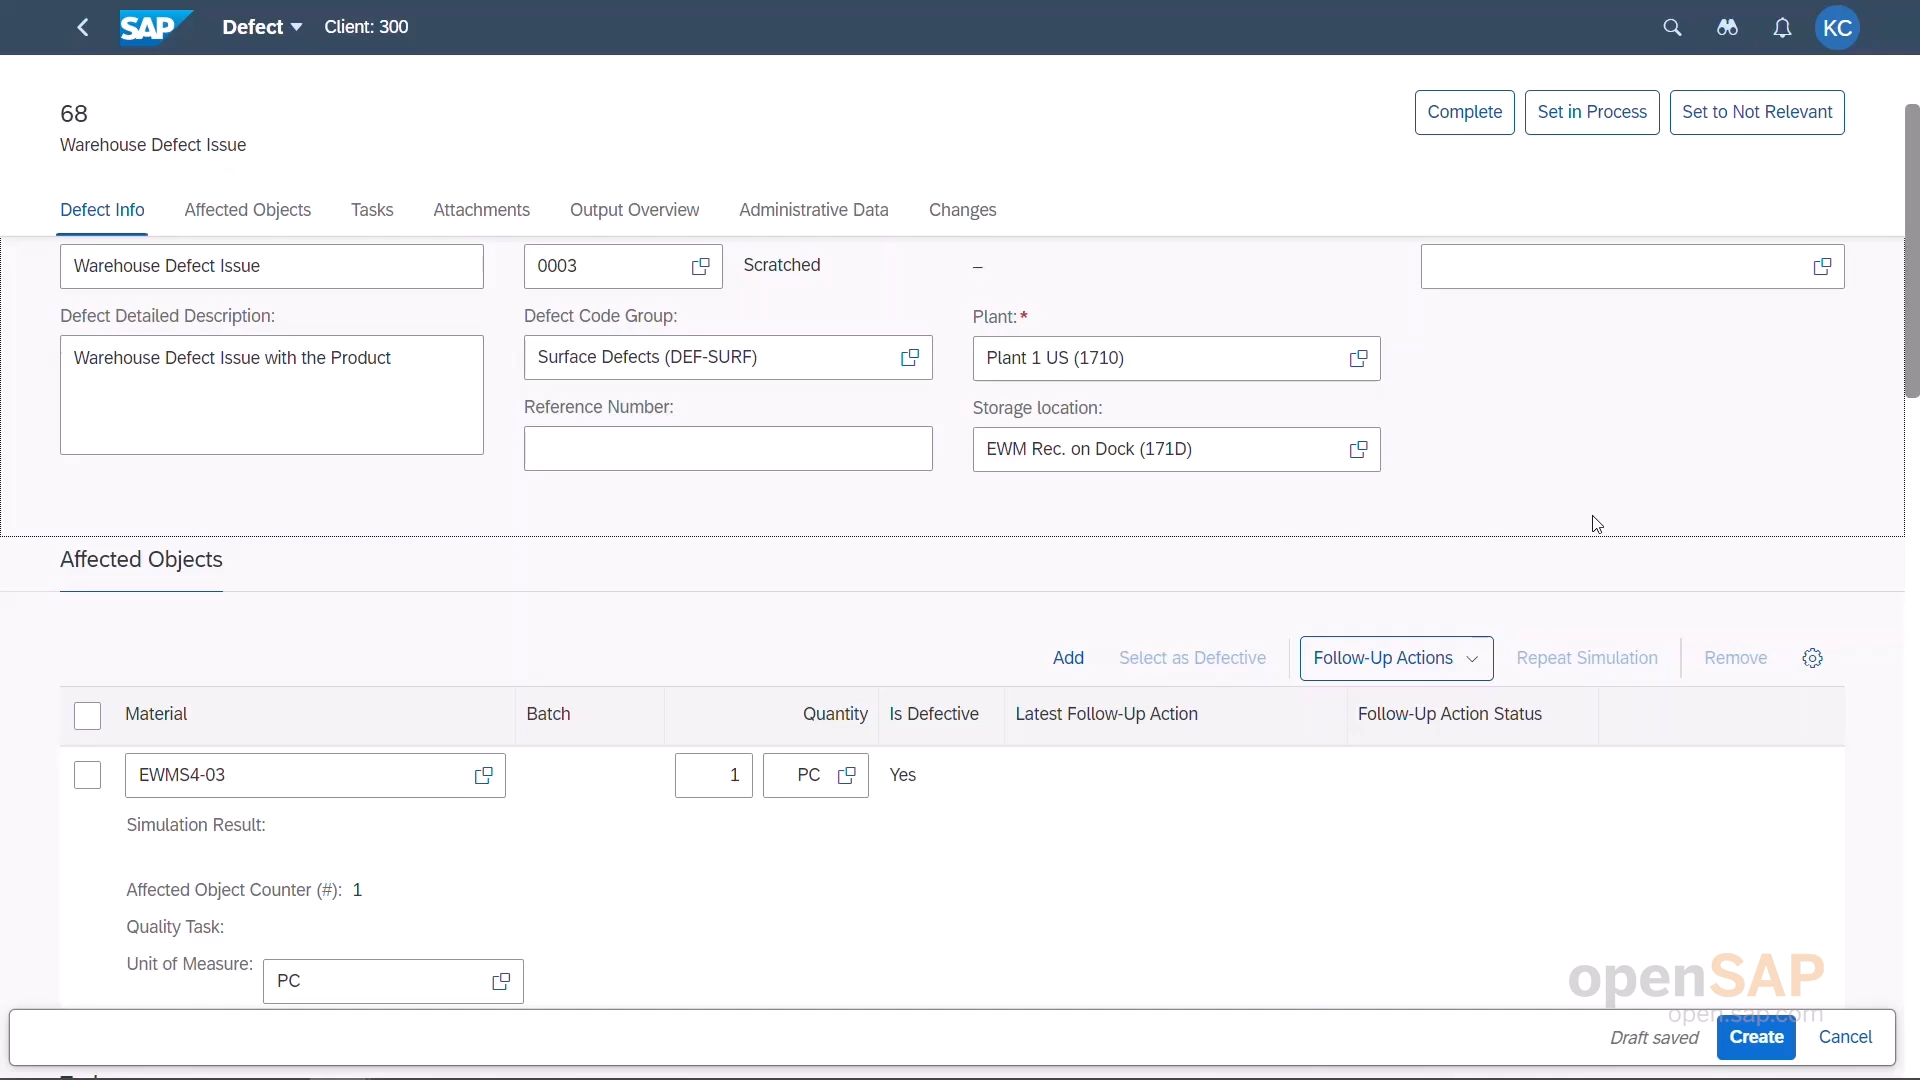 SAP Defect Client: 300 KC
68
Warehouse Defect Issue
Complete Set in Process Set to Not Relevant
Defect Info Affected Objects Tasks Attachments Output Overview Administrative Data Changes
Warehouse Defect Issue 0003 Scratched –
Defect Detailed Description: Defect Code Group: Plant:*
Warehouse Defect Issue with the Product Surface Defects (DEF-SURF) Plant 1 US (1710)
Reference Number: Storage location:
EWM Rec. on Dock (171D)
Affected Objects
Add Select as Defective Follow-Up Actions Repeat Simulation Remove
Material Batch Quantity Is Defective Latest Follow-Up Action Follow-Up Action Status
EWMS4-03 1 PC Yes
Simulation Result:
Affected Object Counter (#): 1
Quality Task:
Unit of Measure: PC
openSAP
open.sap.com
Draft saved Create Cancel